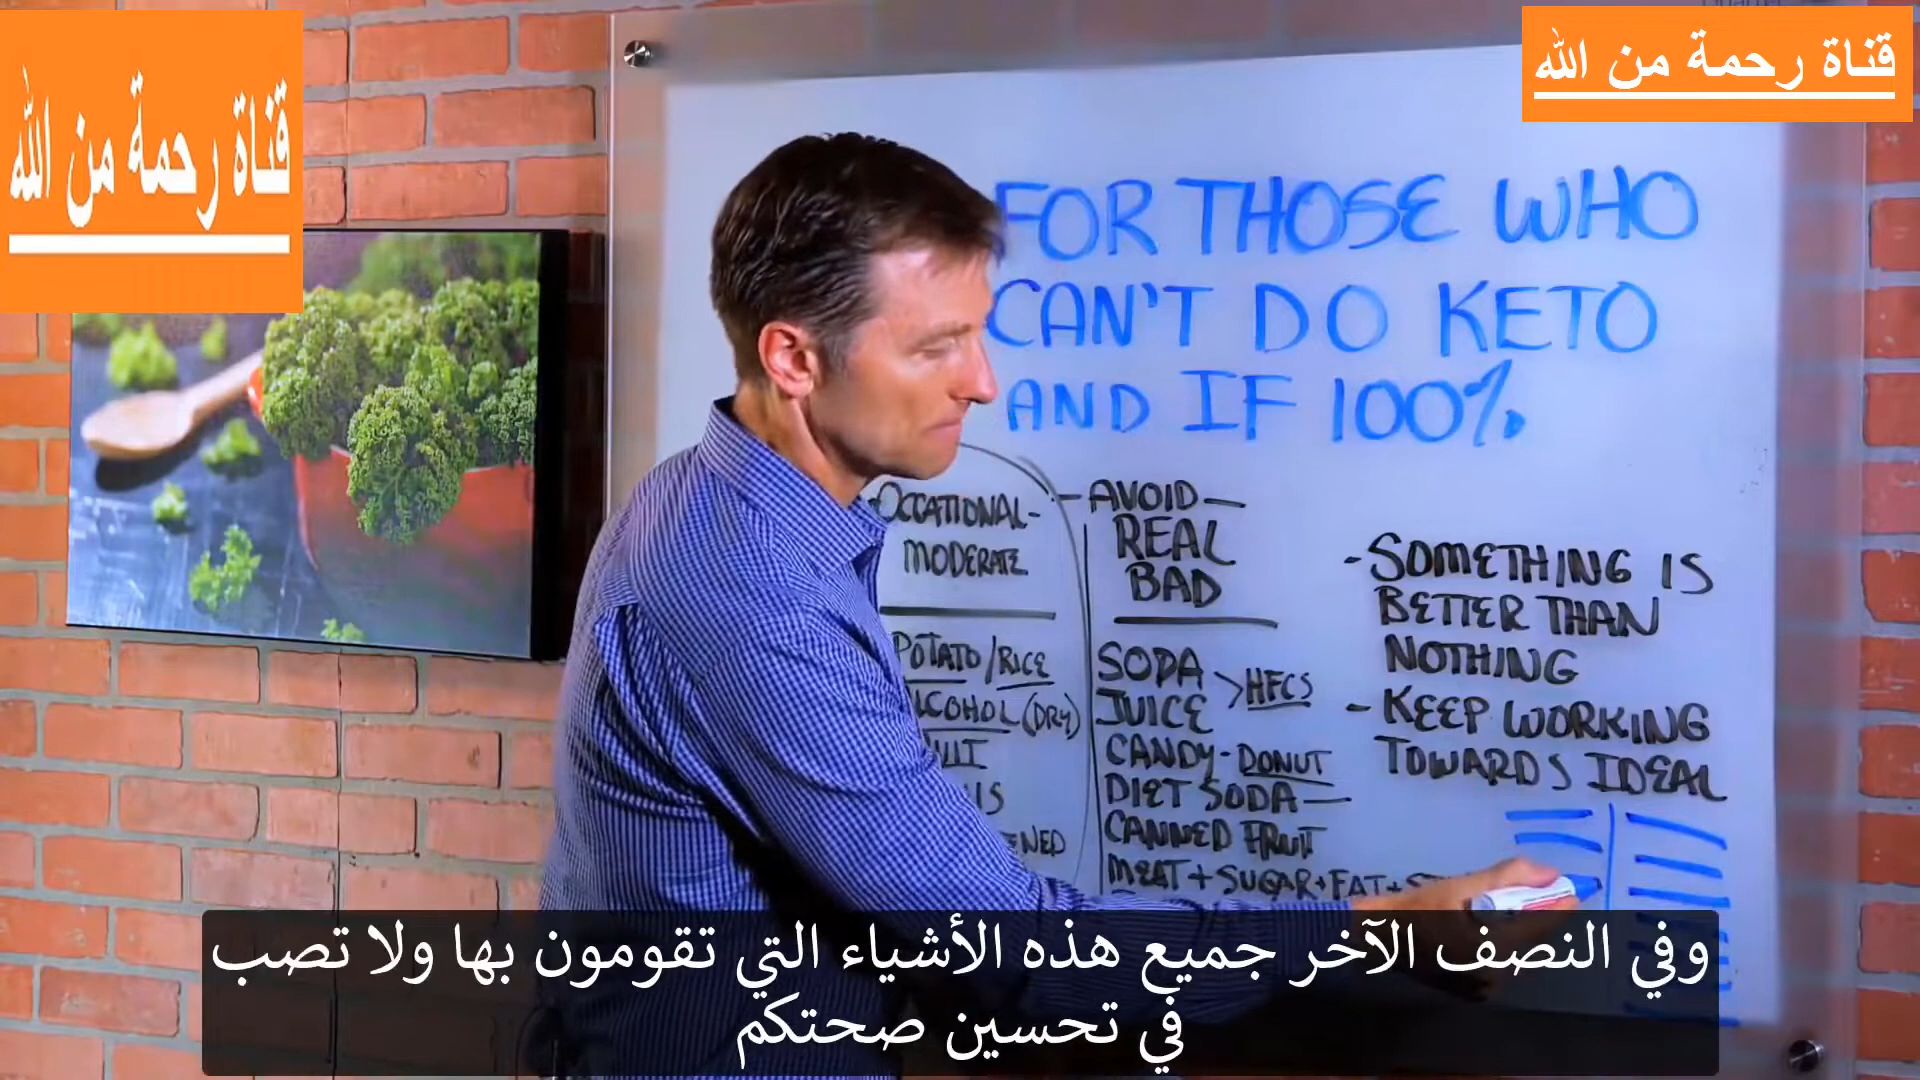 قناة رحمة من الله
قناة رحمة من الله
FOR THOSE WHO
CAN'T DO KETO
AND IF 100%
OCCATIONAL-
MODERATE
POTATO/RICE
ALCOHOL (DRY)
-AVOID-
REAL
BAD
SODA
JUICE
>HFCS
CANDY-DONUT
DIET SODA-
CANNED FRUIT
MEAT+SUGAR+FAT+
-SOMETHING IS
BETTER THAN
NOTHING
-KEEP WORKING
TOWARDS IDEAL
وفي النصف الآخر جميع هذه الأشياء التي تقومون بها ولا تصب
في تحسين صحتكم